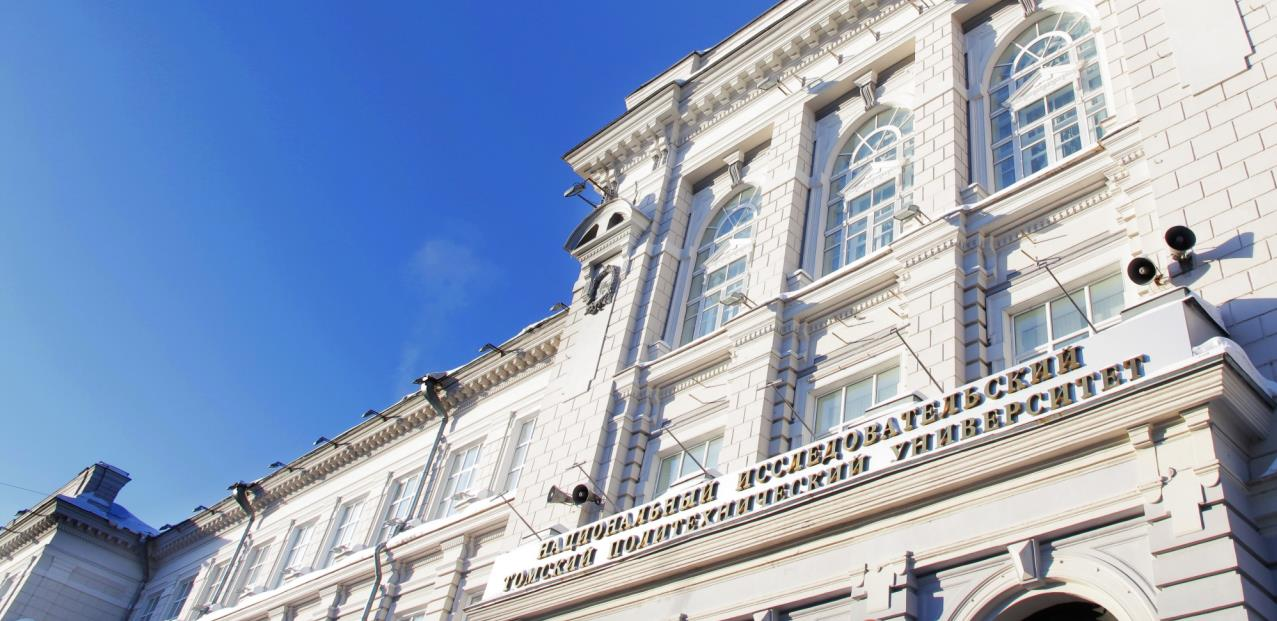 НАЦИОНАЛЬНЫЙ ИССЛЕДОВАТЕЛЬСКИЙ
ТОМСКИЙ ПОЛИТЕХНИЧЕСКИЙ УНИВЕРСИТЕТ